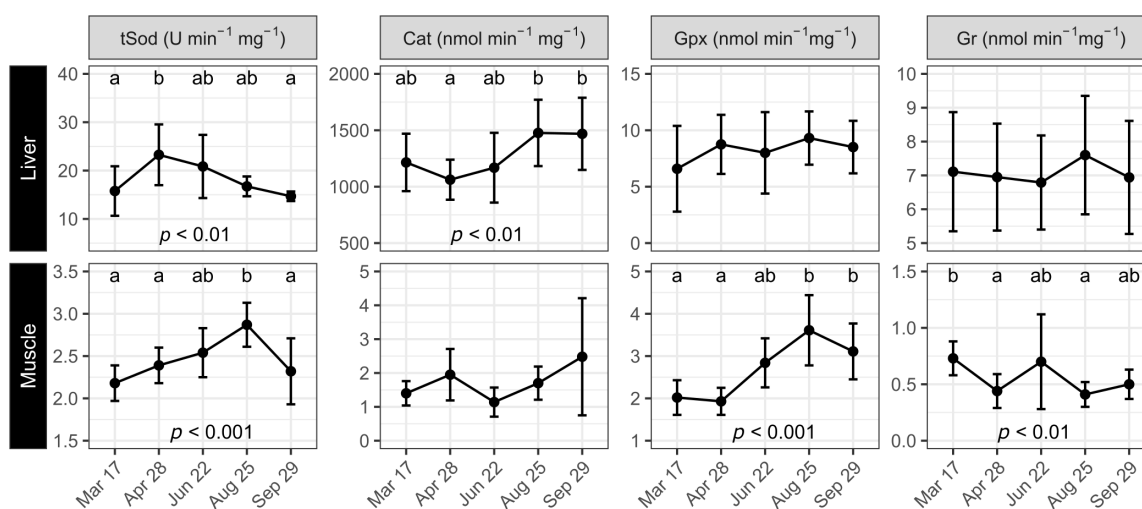 tSod (U min⁻¹ mg⁻¹) Cat (nmol min⁻¹ mg⁻¹) Gpx (nmol min⁻¹mg⁻¹) Gr (nmol min⁻¹mg⁻¹)
Liver
40 30 20 10
a b ab ab a
p < 0.01
2000 1500 1000 500
ab a ab b b
p < 0.01
15 10 5 0
10 9 8 7 6 5
Muscle
3.5 3.0 2.5 2.0 1.5
a a ab b a
p < 0.001
5 4 3 2 1 0
5 4 3 2 1
a a ab b b
p < 0.001
1.5 1.0 0.5 0.0
b a ab a ab
p < 0.01
Mar 17 Apr 28 Jun 22 Aug 25 Sep 29
Mar 17 Apr 28 Jun 22 Aug 25 Sep 29
Mar 17 Apr 28 Jun 22 Aug 25 Sep 29
Mar 17 Apr 28 Jun 22 Aug 25 Sep 29